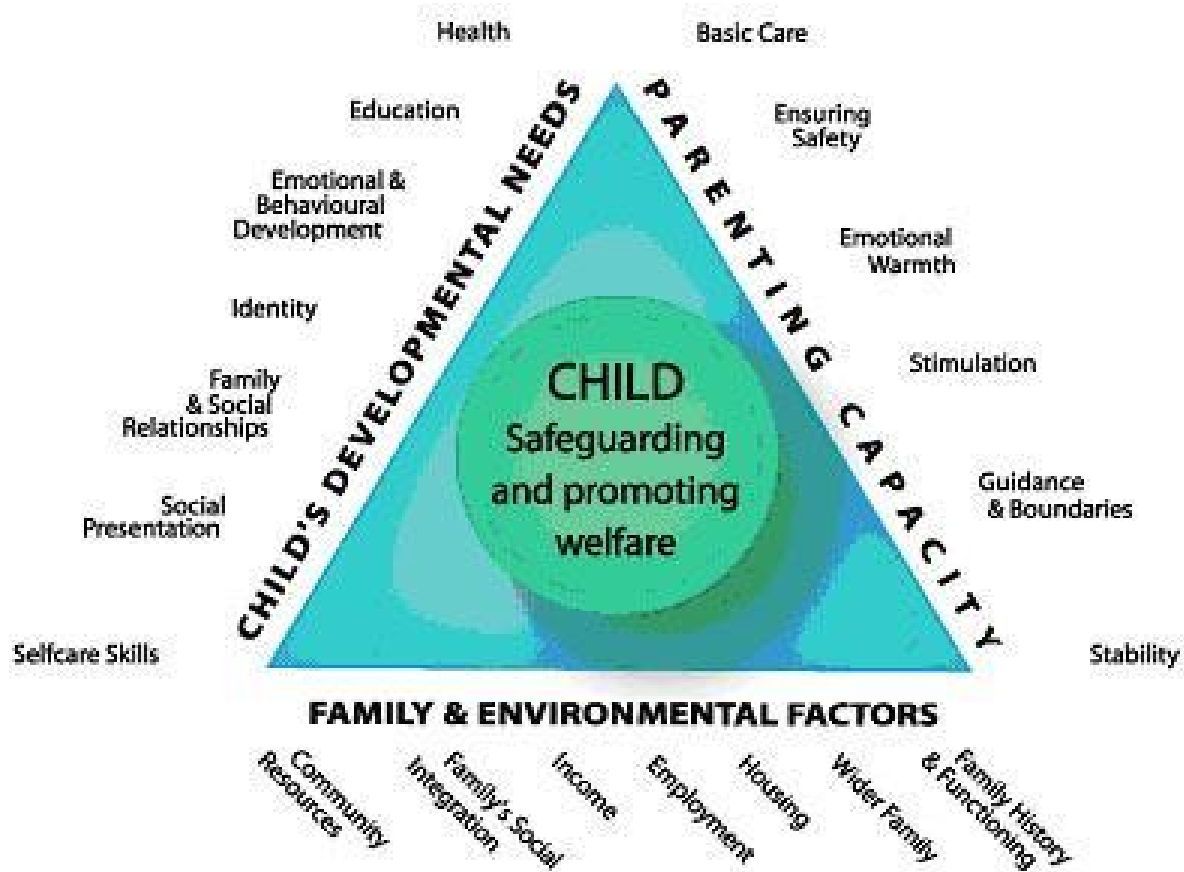 Health
Education
Emotional &
Behavioural
Development
Identity
Family
& Social
Relationships
Social
Presentation
Selfcare Skills
CHILD'S DEVELOPMENTAL NEEDS
Basic Care
Ensuring
Safety
Emotional
Warmth
Stimulation
Guidance
& Boundaries
Stability
PARENTING CAPACITY
CHILD
Safeguarding
and promoting
welfare
FAMILY & ENVIRONMENTAL FACTORS
Community
Resources
Family's Social
Integration
Income
Employment
Housing
Wider Family
Family History
& Functioning